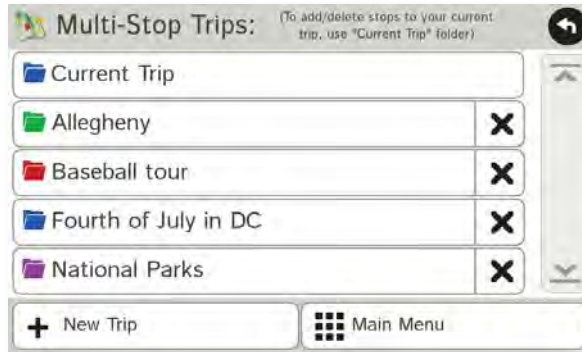 Multi-Stop Trips:
(To add/delete stops to your current
trip, use "Current Trip" folder)
Current Trip
Allegheny
Baseball tour
Fourth of July in DC
National Parks
New Trip
Main Menu